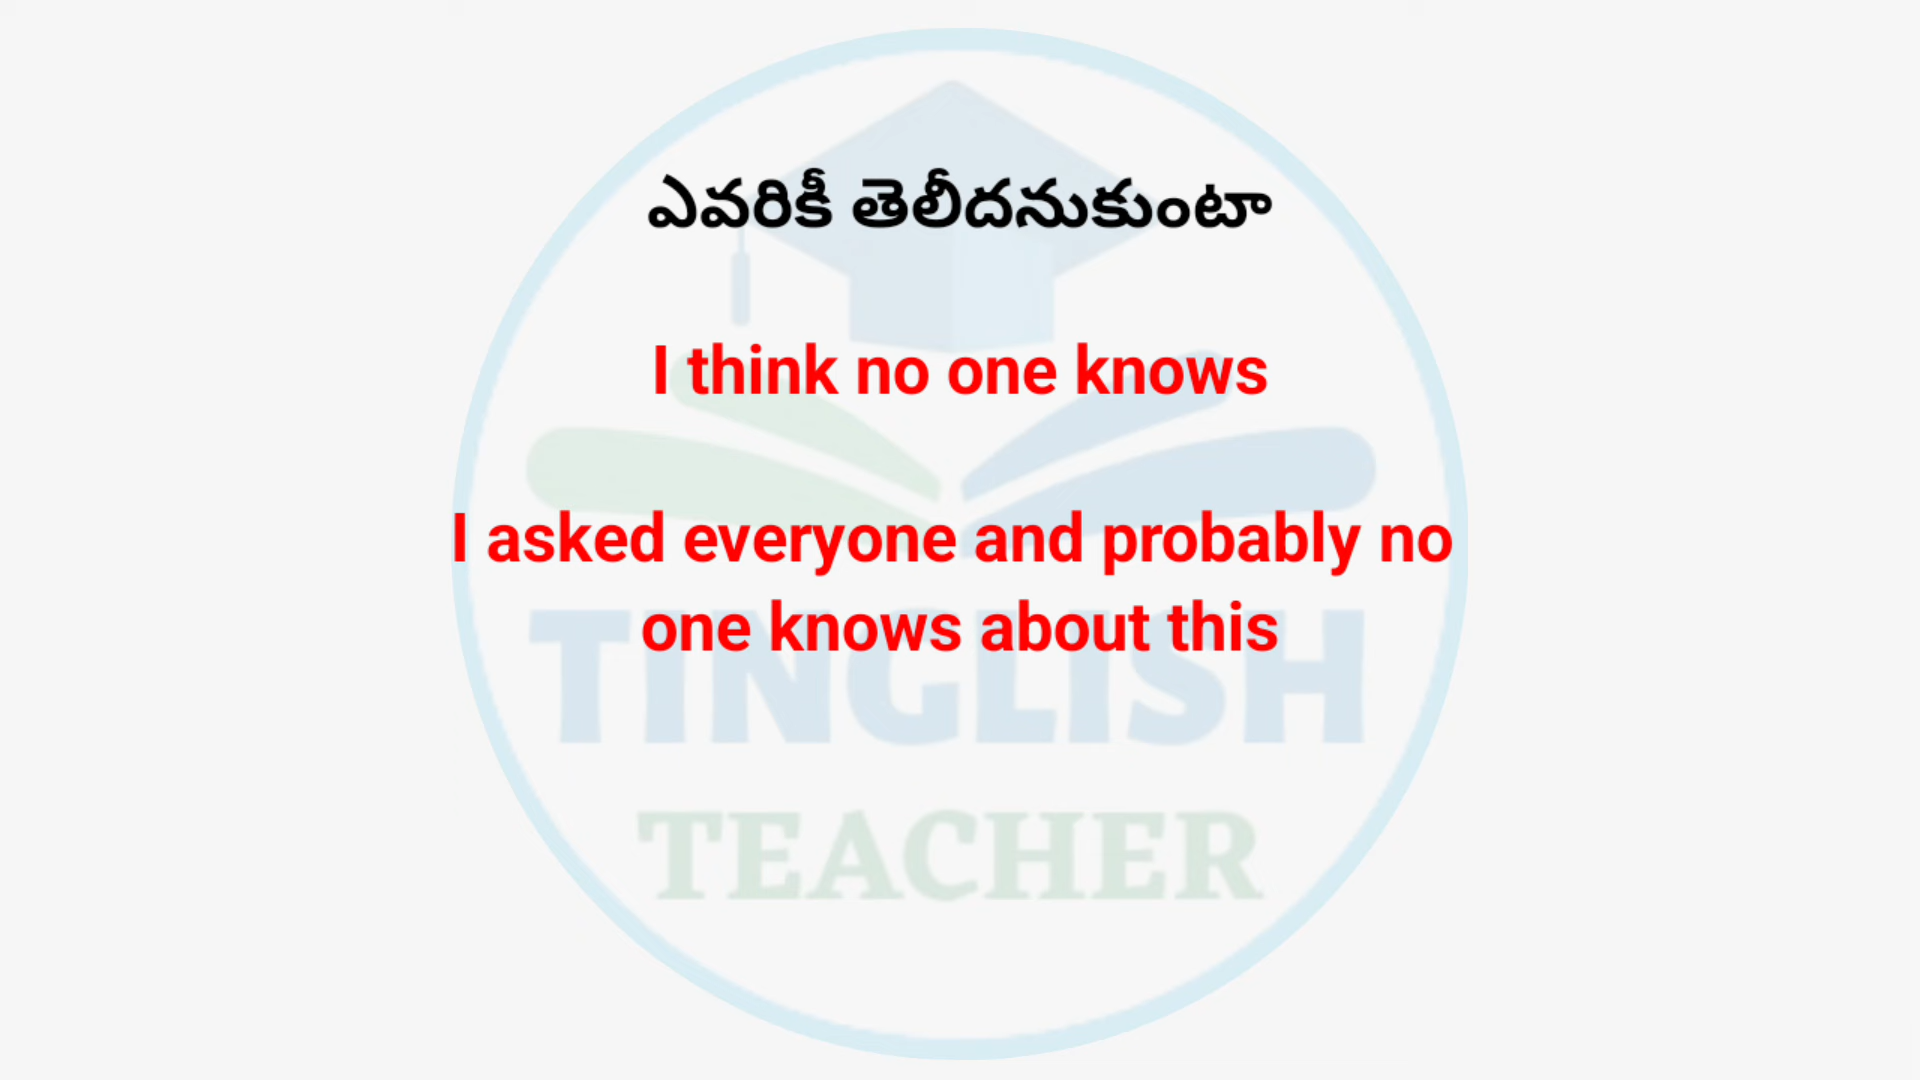 ఎవరికీ తెలీదనుకుంటా
I think no one knows
I asked everyone and probably no
one knows about this
TINGLISH
TEACHER